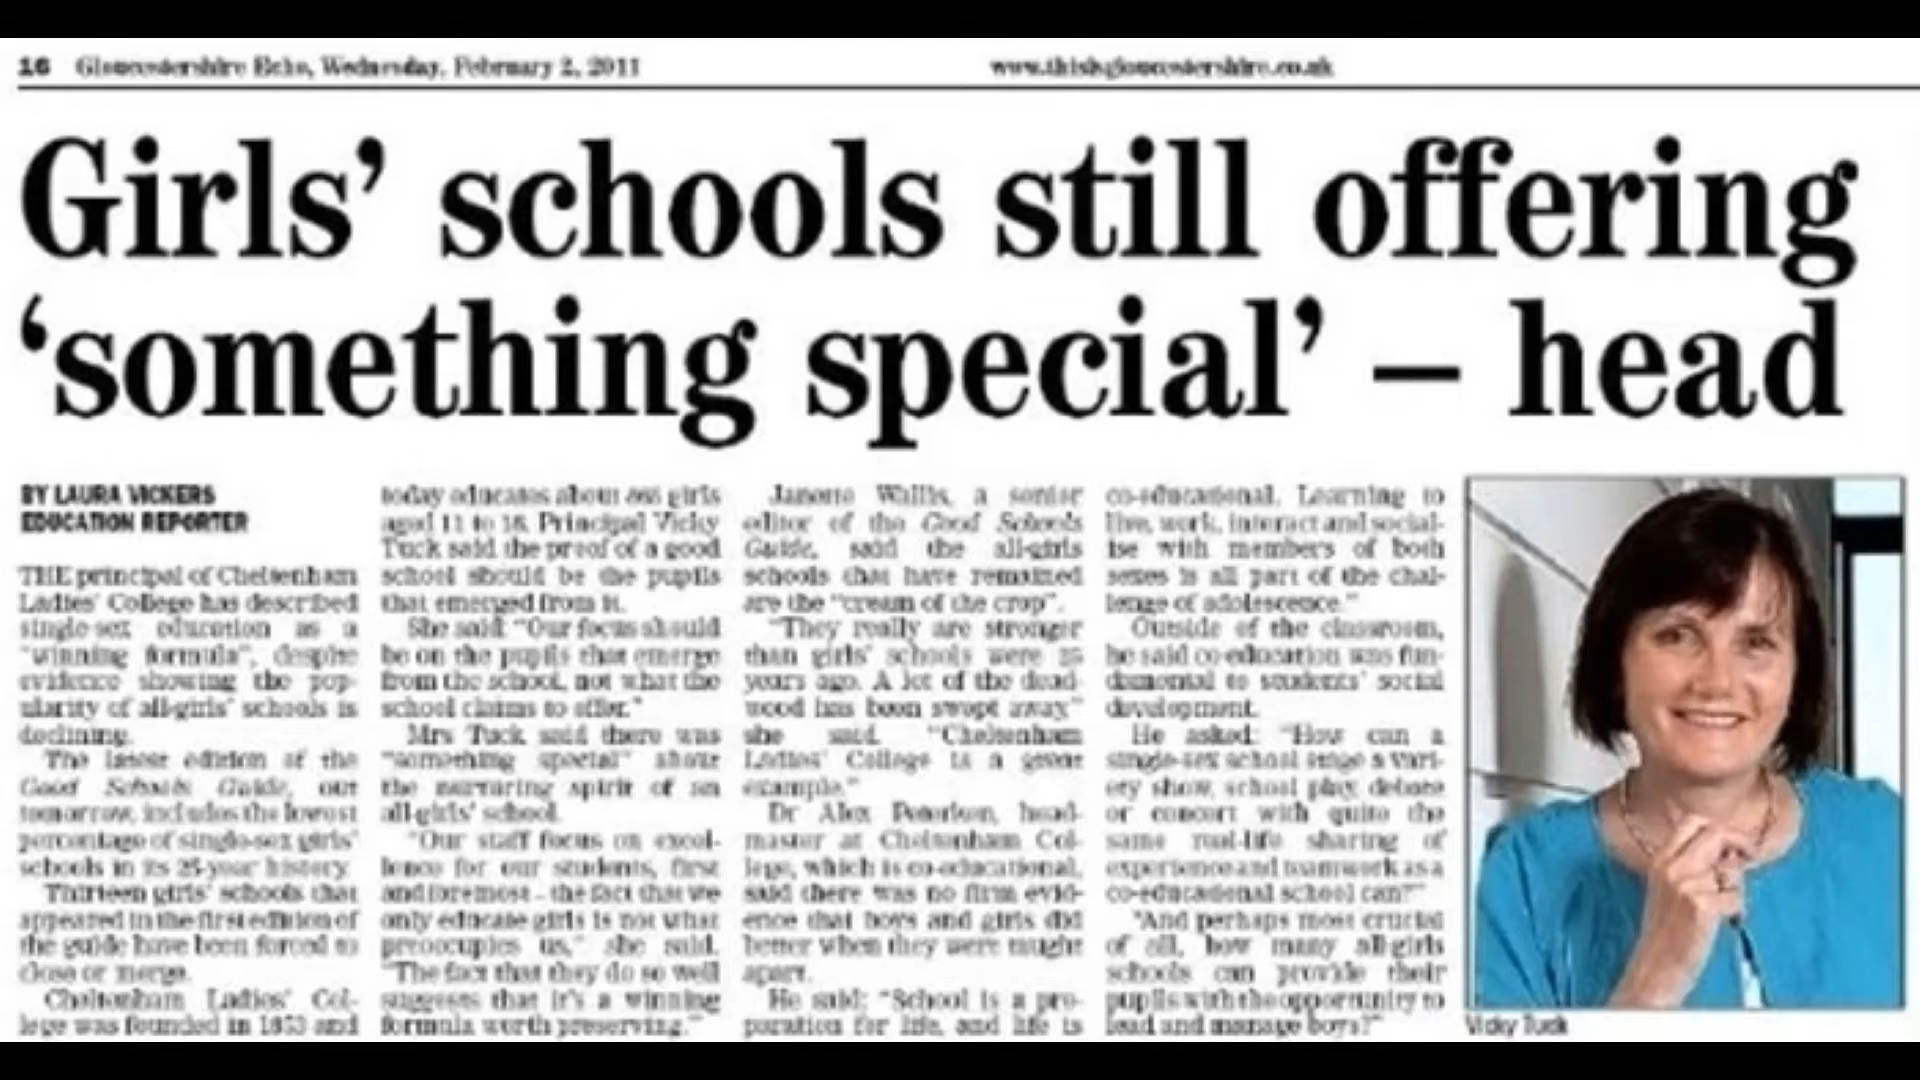 16 Gloucestershire Echo, Wednesday, February 2, 2011
www.thisisgloucestershire.co.uk
Girls’ schools still offering
‘something special’ – head
BY LAURA VICKERS
EDUCATION REPORTER
THE principal of Cheltenham
Ladies’ College has described
single-sex education as a
“winning formula”, despite
evidence showing the pop-
ularity of all-girls’ schools is
declining.
The latest edition of the
Good Schools Guide, out
tomorrow, includes the lowest
percentage of single-sex girls’
schools in its 25-year history.
Thirteen girls’ schools that
appeared in the first edition of
the guide have been forced to
close or merge.
Cheltenham Ladies’ Col-
lege was founded in 1853 and
today educates about girls
aged 11 to 18. Principal Vicky
Tuck said the proof of a good
school should be the pupils
that emerged from it.
She said: “Our focus should
be on the pupils that emerge
from the school, not what the
school claims to offer.”
Mrs Tuck said there was
“something special” about
the nurturing spirit of an
all-girls’ school.
“Our staff focus on excel-
lence for our students, first
and foremost – the fact that we
only educate girls is not what
preoccupies us,” she said.
“The fact that they do so well
suggests that it’s a winning
formula worth preserving.”
Janette Wallis, a senior
editor of the Good Schools
Guide, said the all-girls
schools that have remained
are the “cream of the crop”.
“They really are stronger
than girls’ schools were 25
years ago. A lot of the dead-
wood has been swept away,”
she said. “Cheltenham
Ladies’ College is a great
example.”
Dr Alex Peterken, head-
master at Cheltenham Col-
lege, which is co-educational,
said there was no firm evid-
ence that boys and girls did
better when they were taught
apart.
He said: “School is a pre-
paration for life, and life is
co-educational. Learning to
live, work, interact and social-
ise with members of both
sexes is all part of the chal-
lenge of adolescence.”
Outside of the classroom,
he said co-education was fun-
damental to students’ social
development.
He asked: “How can a
single-sex school stage a vari-
ety show, school play, debate
or concert with quite the
same real-life sharing of
experience and teamwork as a
co-educational school can?”
“And perhaps most crucial
of all, how many all-girls
schools can provide their
pupils with the opportunity to
lead and manage boys?”
Vicky Tuck